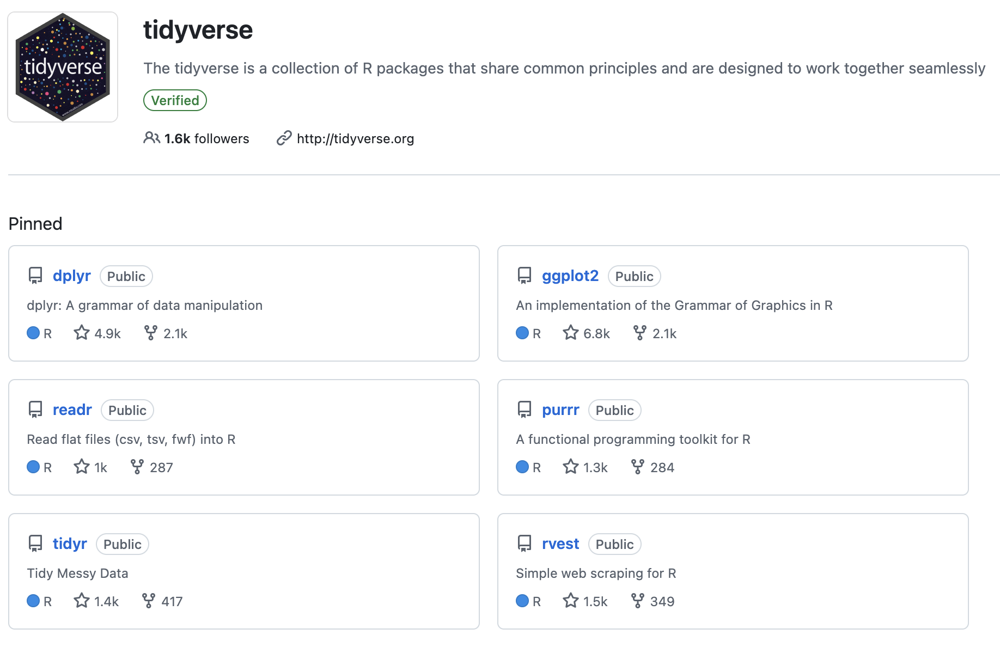 tidyverse
www.rstudio.com
tidyverse
The tidyverse is a collection of R packages that share common principles and are designed to work together seamlessly
Verified
1.6k followers http://tidyverse.org
Pinned
dplyr Public
dplyr: A grammar of data manipulation
R 4.9k 2.1k
ggplot2 Public
An implementation of the Grammar of Graphics in R
R 6.8k 2.1k
readr Public
Read flat files (csv, tsv, fwf) into R
R 1k 287
purrr Public
A functional programming toolkit for R
R 1.3k 284
tidyr Public
Tidy Messy Data
R 1.4k 417
rvest Public
Simple web scraping for R
R 1.5k 349